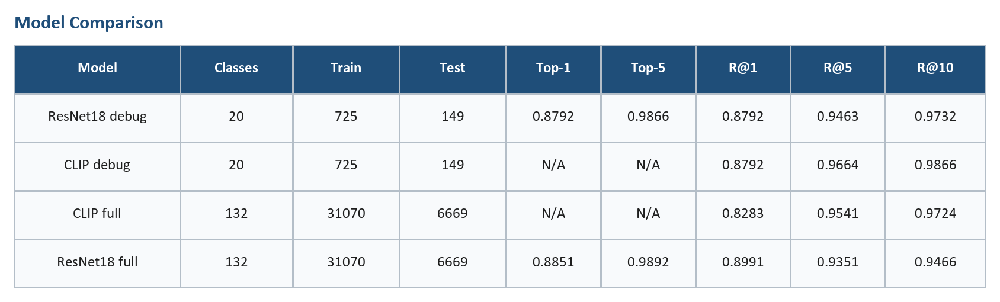 Model Comparison
Model Classes Train Test Top-1 Top-5 R@1 R@5 R@10
ResNet18 debug 20 725 149 0.8792 0.9866 0.8792 0.9463 0.9732
CLIP debug 20 725 149 N/A N/A 0.8792 0.9664 0.9866
CLIP full 132 31070 6669 N/A N/A 0.8283 0.9541 0.9724
ResNet18 full 132 31070 6669 0.8851 0.9892 0.8991 0.9351 0.9466